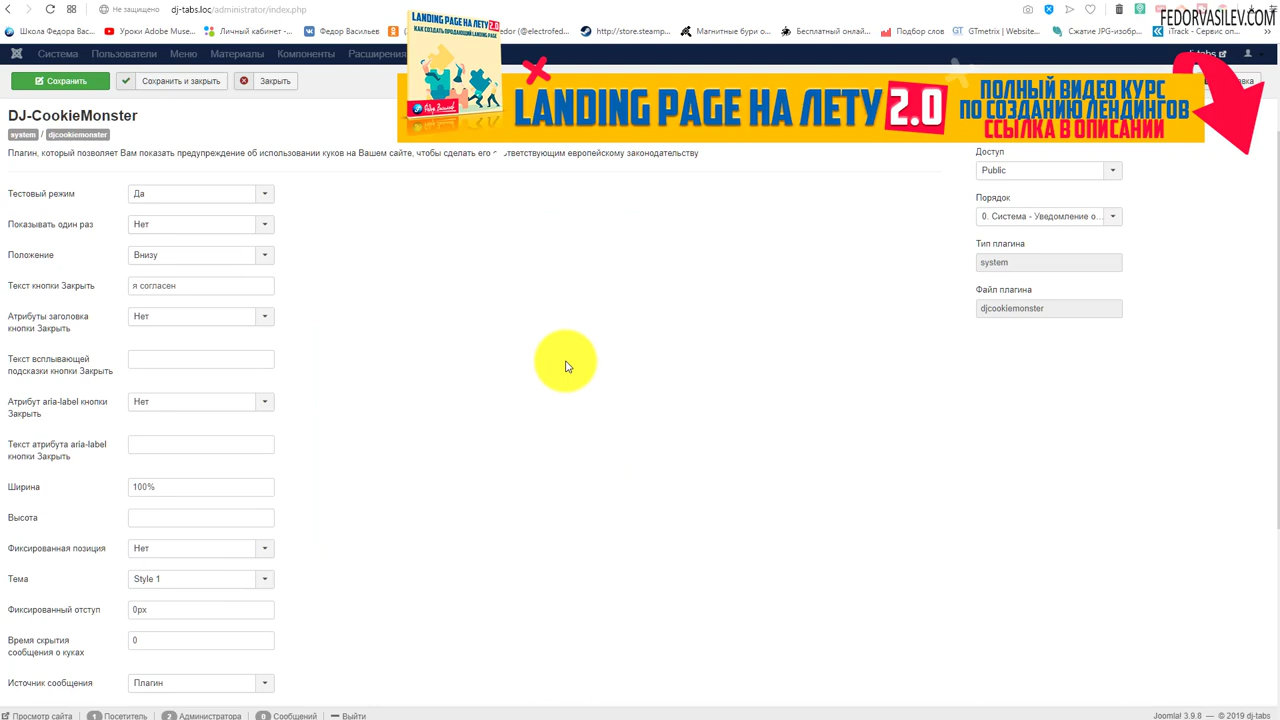 Не защищено
dj-tabs.loc/administrator/index.php
Школа Федора Вас...
Уроки Adobe Muse...
Личный кабинет -...
Федор Васильев
edor (@electrofed...
http://store.steamp...
Магнитные бури о...
Бесплатный онлай...
Подбор слов
GTmetrix | Website...
Сжатие JPG-изобр...
iTrack - Сервис оп...
FEDORVASILEV.COM
Система
Пользователи
Меню
Материалы
Компоненты
Расширения
dj-tabs
Сохранить
Сохранить и закрыть
Закрыть
LANDING PAGE НА ЛЕТУ 2.0
КАК СОЗДАТЬ ПРОДАЮЩИЙ LANDING PAGE
LANDING PAGE НА ЛЕТУ 2.0
ПОЛНЫЙ ВИДЕО КУРС
ПО СОЗДАНИЮ ЛЕНДИНГОВ
ССЫЛКА В ОПИСАНИИ
DJ-CookieMonster
system / djcookiemonster
Плагин, который позволяет Вам показать предупреждение об использовании куков на Вашем сайте, чтобы сделать его соответствующим европейскому законодательству
Тестовый режим
Да
Показывать один раз
Нет
Положение
Внизу
Текст кнопки Закрыть
я согласен
Атрибуты заголовка
кнопки Закрыть
Нет
Текст всплывающей
подсказки кнопки Закрыть
Атрибут aria-label кнопки
Закрыть
Нет
Текст атрибута aria-label
кнопки Закрыть
Ширина
100%
Высота
Фиксированная позиция
Нет
Тема
Style 1
Фиксированный отступ
0px
Время скрытия
сообщения о куках
0
Источник сообщения
Плагин
Доступ
Public
Порядок
0. Система - Уведомление о...
Тип плагина
system
Файл плагина
djcookiemonster
Просмотр сайта
1 Посетитель
2 Администратора
0 Сообщений
Выйти
Joomla! 3.9.8 — © 2019 dj-tabs